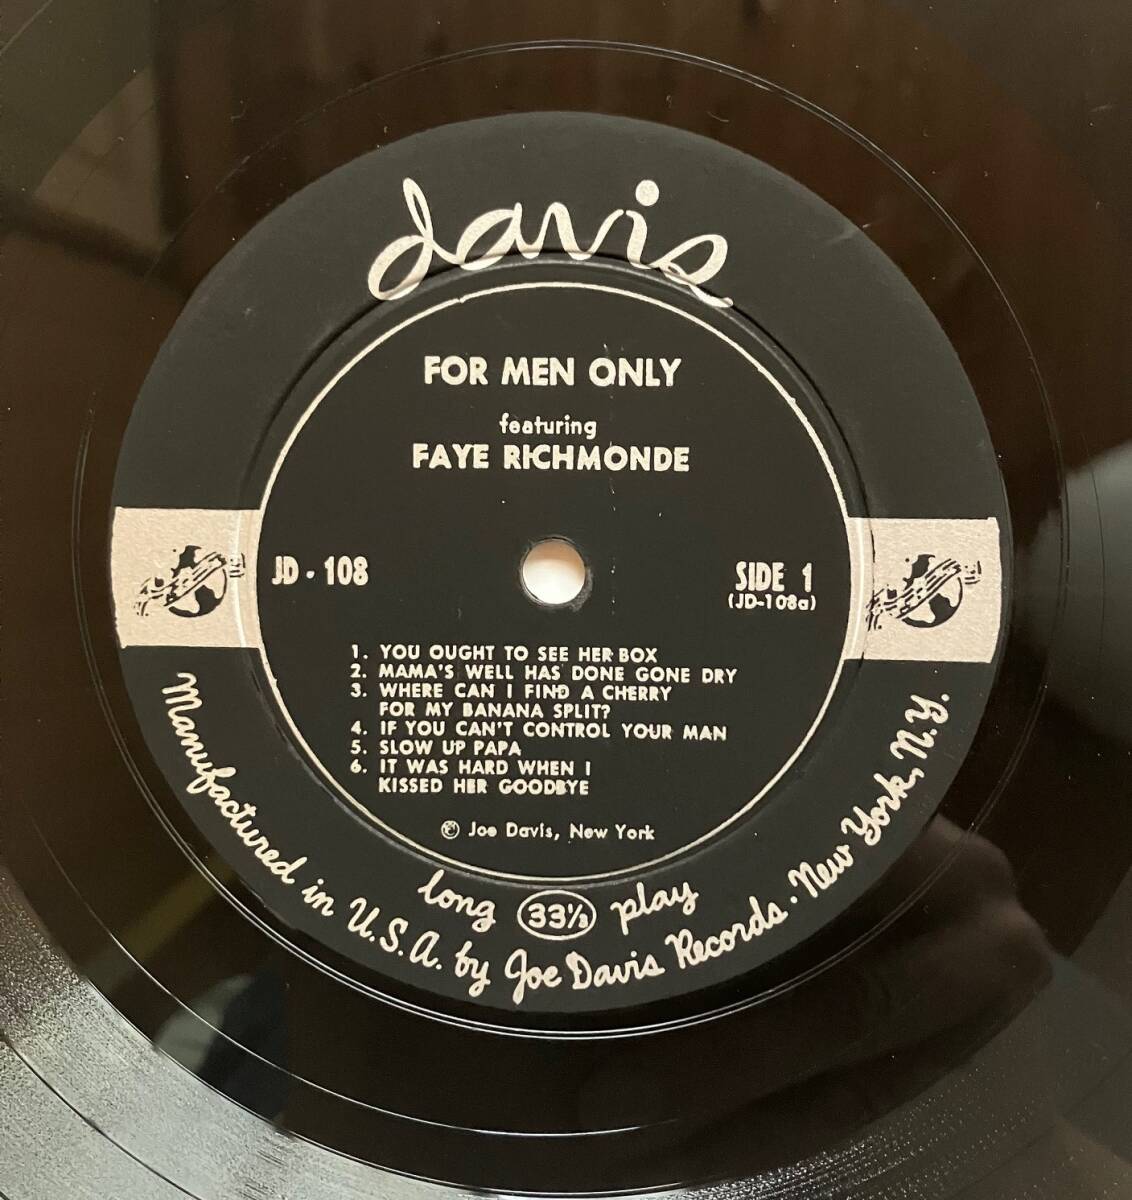 davis
FOR MEN ONLY
featuring
FAYE RICHMONDE
JD - 108
SIDE 1
(JD-108a)
1. YOU OUGHT TO SEE HER BOX
2. MAMA'S WELL HAS DONE GONE DRY
3. WHERE CAN I FIND A CHERRY
FOR MY BANANA SPLIT?
4. IF YOU CAN'T CONTROL YOUR MAN
5. SLOW UP PAPA
6. IT WAS HARD WHEN I
KISSED HER GOODBYE
© Joe Davis, New York
long 33⅓ play
Manufactured in U.S.A. by Joe Davis Records. New York, N.Y.